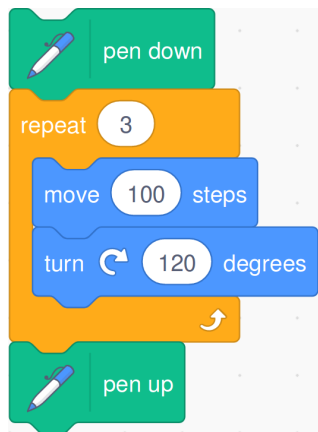 pen down
repeat 3
move 100 steps
turn 120 degrees
pen up